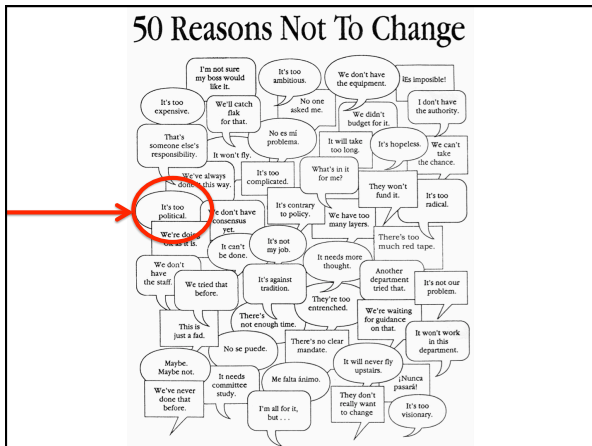 50 Reasons Not To Change
I'm not sure
my boss would
like it.
It's too
ambitious.
We don't have
the equipment.
¡Es imposible!
It's too
expensive.
We'll catch
flak
for that.
No one
asked me.
We didn't
budget for it.
I don't have
the authority.
That's
someone else's
responsibility.
It won't fly.
No es mí
problema.
It will take
too long.
It's hopeless.
We can't
take
the chance.
We've always
done it this way.
It's too
complicated.
What's in it
for me?
They won't
fund it.
It's too
radical.
It's too
political.
We don't have
consensus
yet.
It's contrary
to policy.
We have too
many layers.
There's too
much red tape.
We're doing
OK as it is.
It can't
be done.
It's not
my job.
It needs more
thought.
Another
department
tried that.
We don't
have
the staff.
We tried that
before.
It's against
tradition.
They're too
entrenched.
It's not our
problem.
This is
just a fad.
There's
not enough time.
We're waiting
for guidance
on that.
It won't work
in this
department.
No se puede.
There's no clear
mandate.
Maybe.
Maybe not.
It needs
committee
study.
Me falta ánimo.
It will never fly
upstairs.
¡Nunca
pasará!
We've never
done that
before.
I'm all for it,
but . . .
They don't
really want
to change
It's too
visionary.